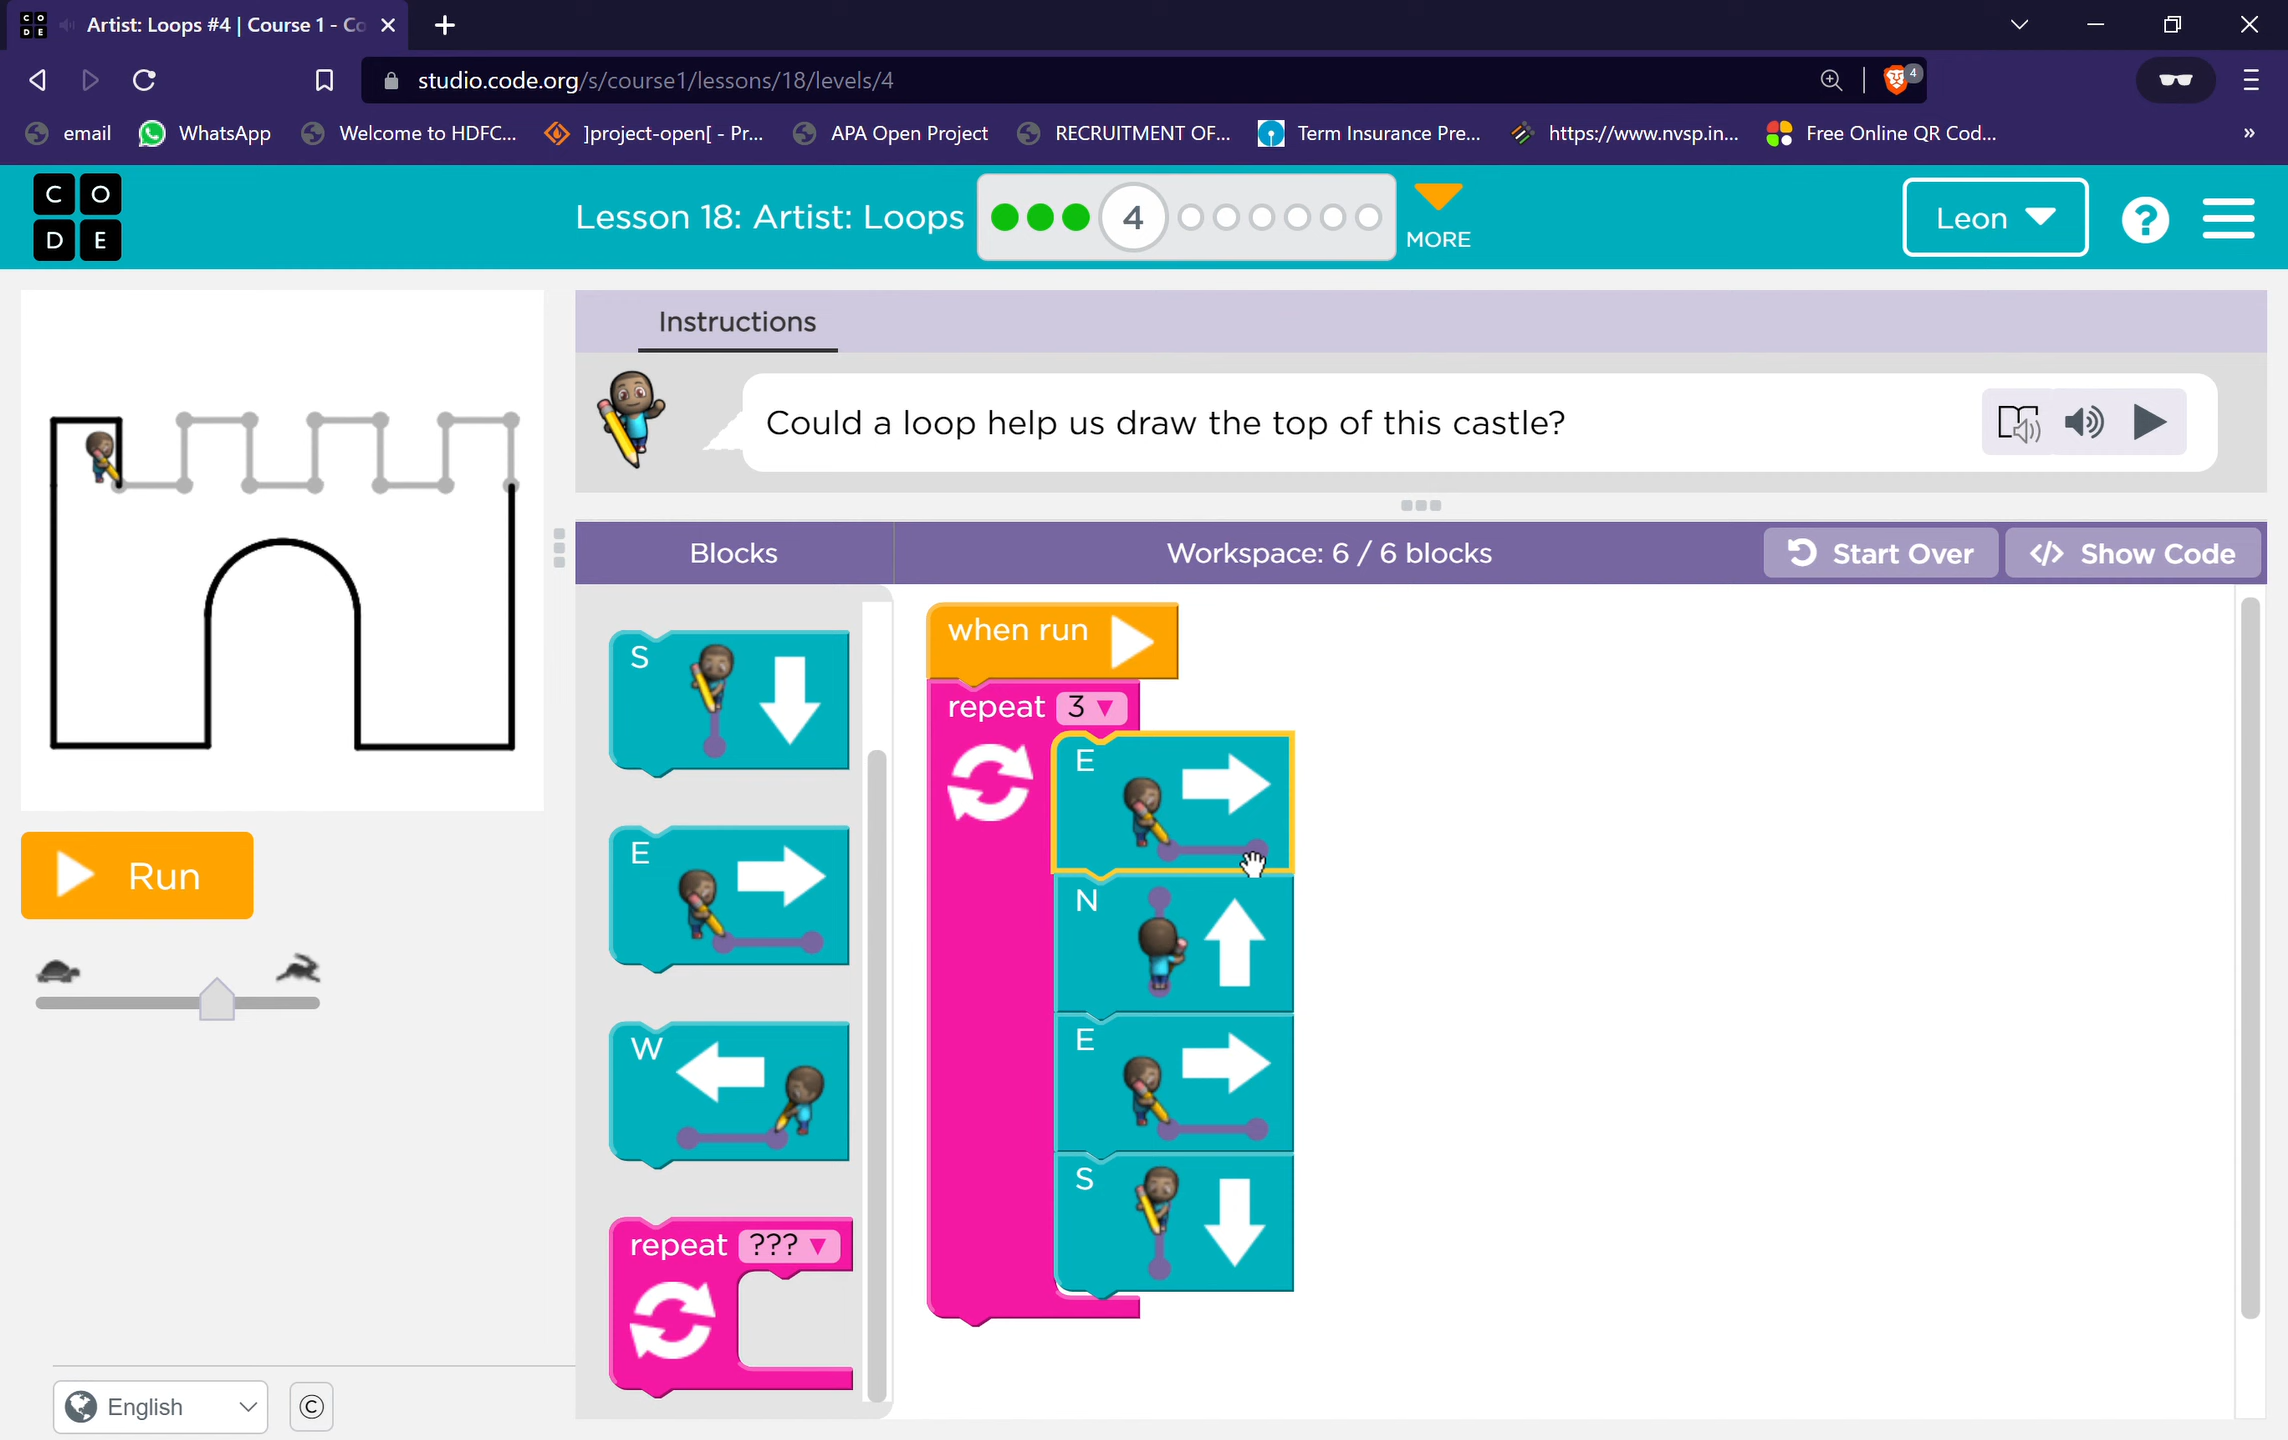 Artist: Loops #4 | Course 1 - Co
studio.code.org/s/course1/lessons/18/levels/4
4
email
WhatsApp
Welcome to HDFC...
]project-open[ - Pr...
APA Open Project
RECRUITMENT OF...
Term Insurance Pre...
https://www.nvsp.in...
Free Online QR Cod...
»
C O
D E
Lesson 18: Artist: Loops
4
MORE
Leon
?
Instructions
Could a loop help us draw the top of this castle?
Blocks
Workspace: 6 / 6 blocks
Start Over
</> Show Code
Run
S
E
W
repeat ???
when run
repeat 3
E
N
E
S
English
©